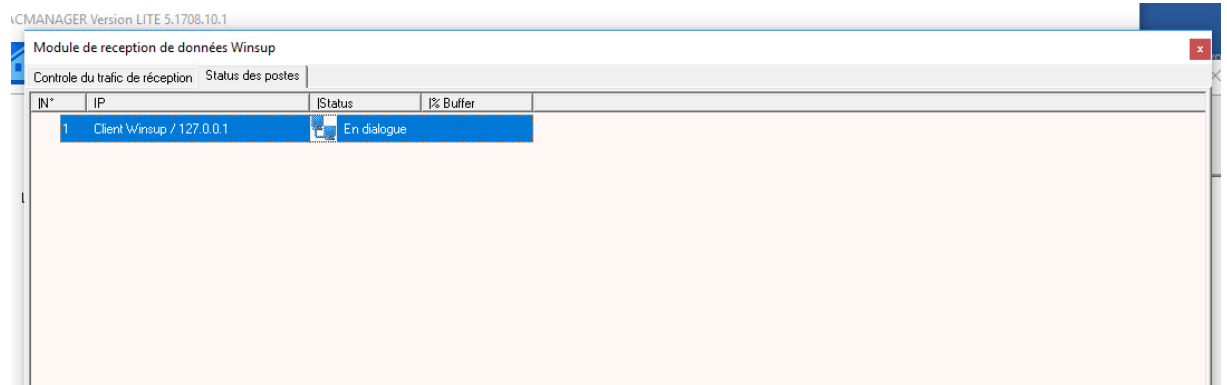 ACMANAGER Version LITE 5.1708.10.1
Module de reception de données Winsup
x
Controle du trafic de réception Status des postes
|N° | IP |Status |% Buffer
1 Client Winsup / 127.0.0.1 En dialogue